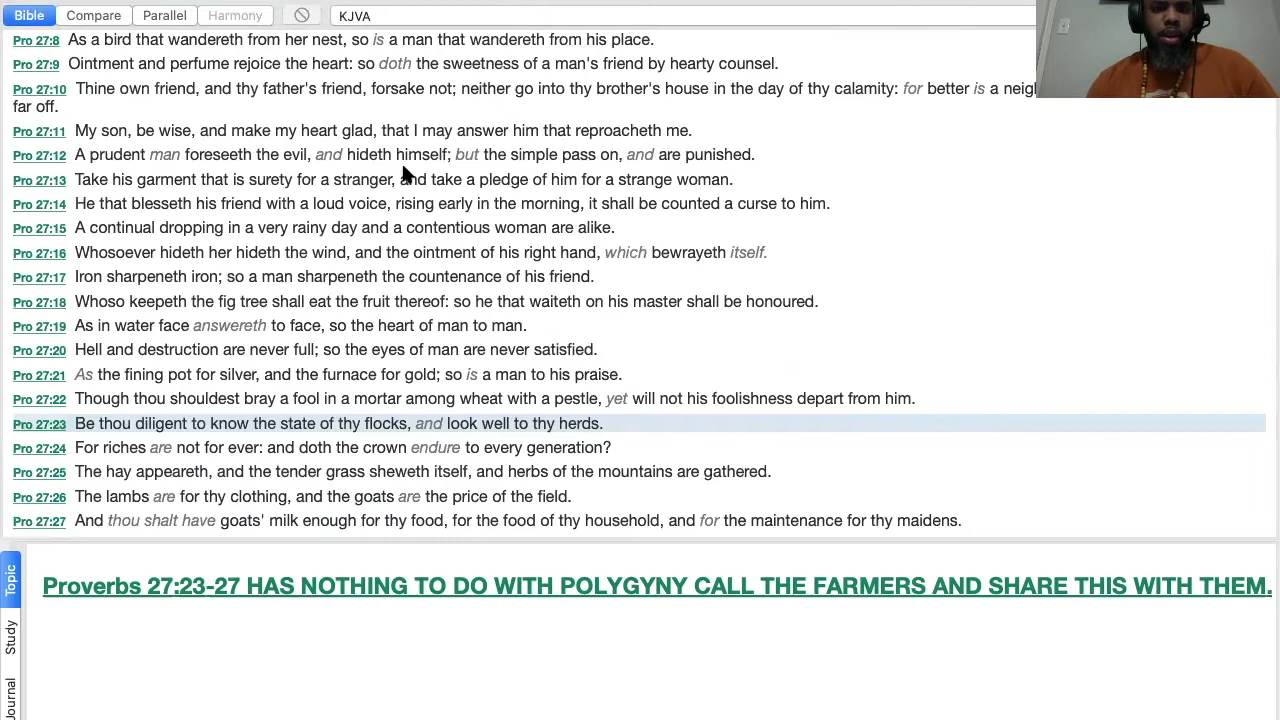 Bible Compare Parallel Harmony KJVA
Pro 27:8 As a bird that wandereth from her nest, so is a man that wandereth from his place.
Pro 27:9 Ointment and perfume rejoice the heart: so doth the sweetness of a man's friend by hearty counsel.
Pro 27:10 Thine own friend, and thy father's friend, forsake not; neither go into thy brother's house in the day of thy calamity: for better is a
far off.
Pro 27:11 My son, be wise, and make my heart glad, that I may answer him that reproacheth me.
Pro 27:12 A prudent man foreseeth the evil, and hideth himself; but the simple pass on, and are punished.
Pro 27:13 Take his garment that is surety for a stranger, and take a pledge of him for a strange woman.
Pro 27:14 He that blesseth his friend with a loud voice, rising early in the morning, it shall be counted a curse to him.
Pro 27:15 A continual dropping in a very rainy day and a contentious woman are alike.
Pro 27:16 Whosoever hideth her hideth the wind, and the ointment of his right hand, which bewrayeth itself.
Pro 27:17 Iron sharpeneth iron; so a man sharpeneth the countenance of his friend.
Pro 27:18 Whoso keepeth the fig tree shall eat the fruit thereof: so he that waiteth on his master shall be honoured.
Pro 27:19 As in water face answereth to face, so the heart of man to man.
Pro 27:20 Hell and destruction are never full; so the eyes of man are never satisfied.
Pro 27:21 As the fining pot for silver, and the furnace for gold; so is a man to his praise.
Pro 27:22 Though thou shouldest bray a fool in a mortar among wheat with a pestle, yet will not his foolishness depart from him.
Pro 27:23 Be thou diligent to know the state of thy flocks, and look well to thy herds.
Pro 27:24 For riches are not for ever: and doth the crown endure to every generation?
Pro 27:25 The hay appeareth, and the tender grass sheweth itself, and herbs of the mountains are gathered.
Pro 27:26 The lambs are for thy clothing, and the goats are the price of the field.
Pro 27:27 And thou shalt have goats' milk enough for thy food, for the food of thy household, and for the maintenance for thy maidens.
Topic
Proverbs 27:23-27 HAS NOTHING TO DO WITH POLYGYNY CALL THE FARMERS AND SHARE THIS WITH THEM.
Study
Journal